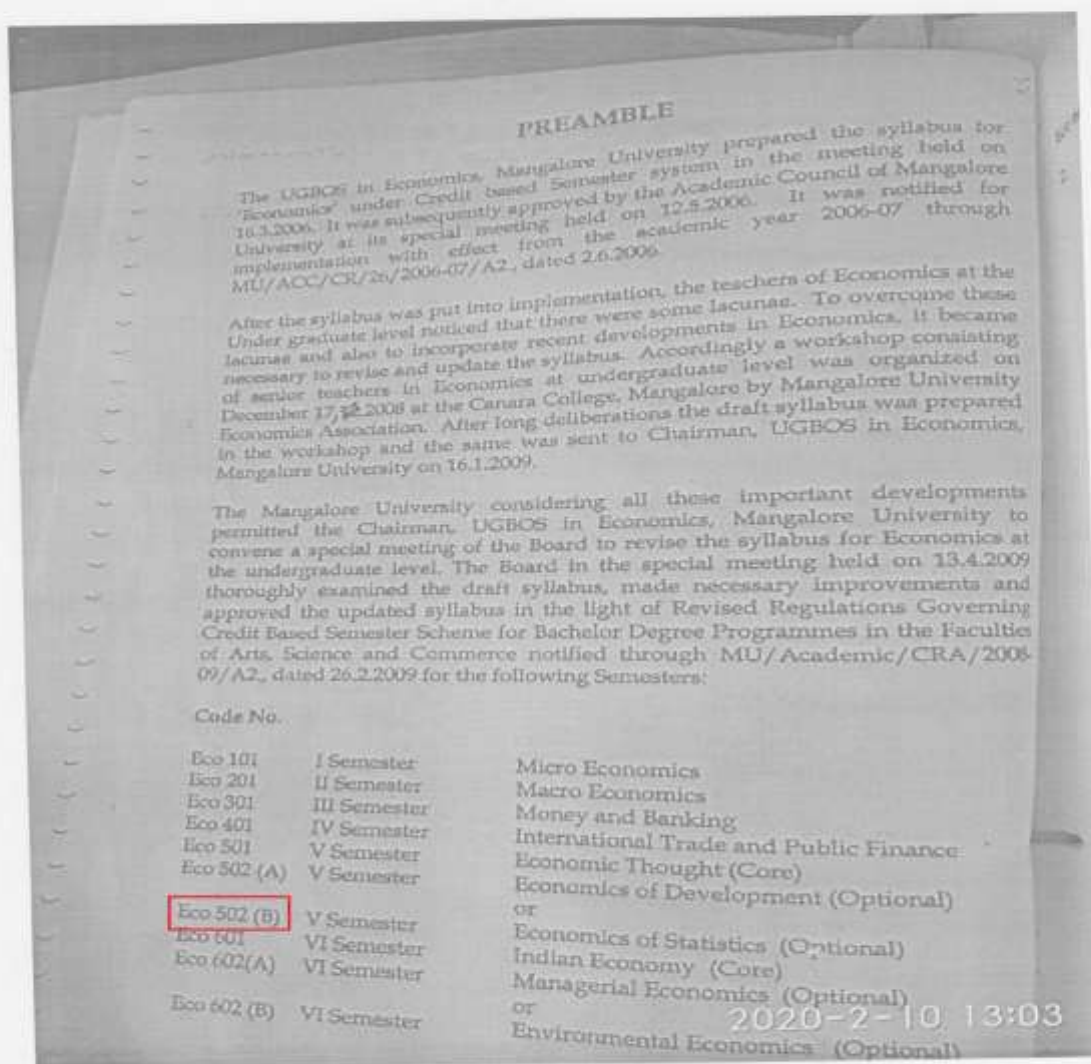 PREAMBLE
The UGBOS in Economics, Mangalore University prepared the syllabus for
'Economics' under Credit based Semester system in the meeting held on
16.3.2006. It was subsequently approved by the Academic Council of Mangalore
University at its special meeting held on 12.5.2006. It was notified for
implementation with effect from the academic year 2006-07 through
MU/ACC/CR/26/2006-07/A2., dated 2.6.2006.
After the syllabus was put into implementation, the teachers of Economics at the
Under graduate level noticed that there were some lacunae. To overcome these
lacunae and also to incorporate recent developments in Economics, it became
necessary to revise and update the syllabus. Accordingly a workshop consisting
of senior teachers in Economics at undergraduate level was organized on
December 17, 2008 at the Canara College, Mangalore by Mangalore University
Economics Association. After long deliberations the draft syllabus was prepared
in the workshop and the same was sent to Chairman, UGBOS in Economics,
Mangalore University on 16.1.2009.
The Mangalore University considering all these important developments
permitted the Chairman, UGBOS in Economics, Mangalore University to
convene a special meeting of the Board to revise the syllabus for Economics at
the undergraduate level. The Board in the special meeting held on 13.4.2009
thoroughly examined the draft syllabus, made necessary improvements and
approved the updated syllabus in the light of Revised Regulations Governing
Credit Based Semester Scheme for Bachelor Degree Programmes in the Faculties
of Arts, Science and Commerce notified through MU/Academic/CRA/2008-
09/A2., dated 26.2.2009 for the following Semesters:
Code No.
Eco 101 I Semester Micro Economics
Eco 201 II Semester Macro Economics
Eco 301 III Semester Money and Banking
Eco 401 IV Semester International Trade and Public Finance
Eco 501 V Semester Economic Thought (Core)
Eco 502 (A) V Semester Economics of Development (Optional)
or
Eco 502 (B) V Semester Economics of Statistics (Optional)
Eco 601 VI Semester Indian Economy (Core)
Eco 602(A) VI Semester Managerial Economics (Optional)
or
Eco 602 (B) VI Semester Environmental Economics (Optional)
2020-2-10 13:03